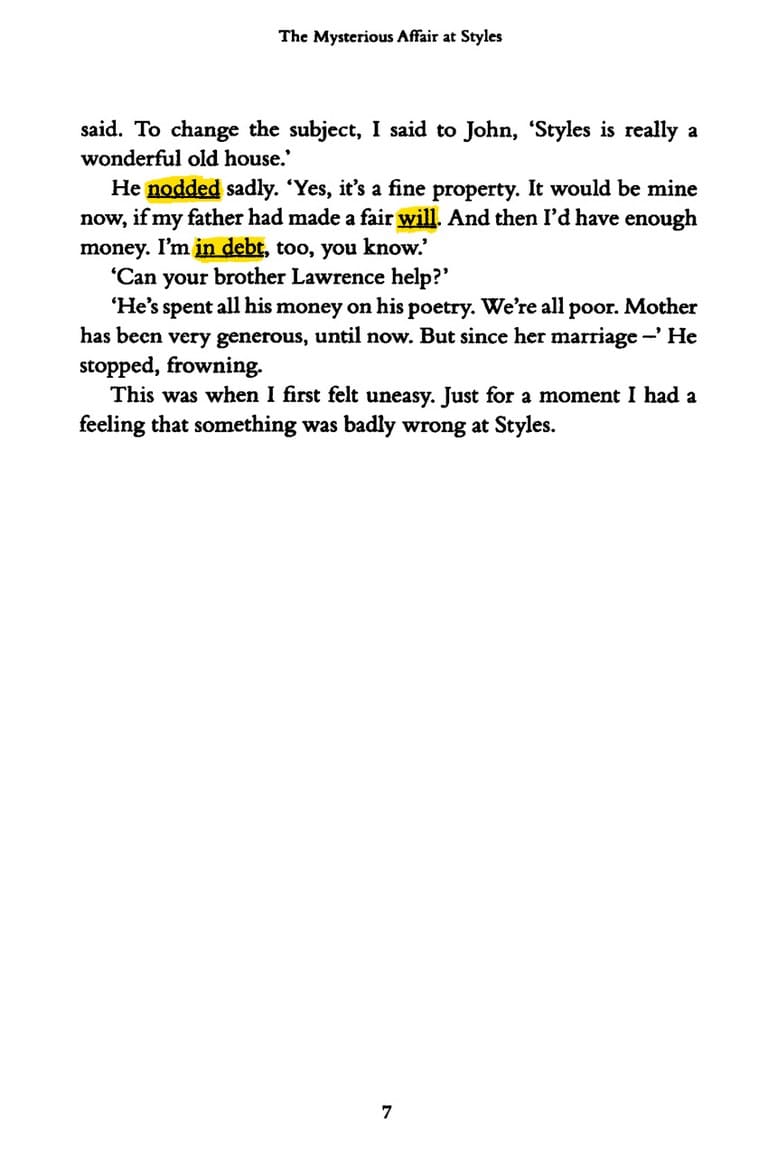 The Mysterious Affair at Styles
said. To change the subject, I said to John, ‘Styles is really a
wonderful old house.’
He nodded sadly. ‘Yes, it’s a fine property. It would be mine
now, if my father had made a fair will. And then I’d have enough
money. I’m in debt, too, you know.’
‘Can your brother Lawrence help?’
‘He’s spent all his money on his poetry. We’re all poor. Mother
has been very generous, until now. But since her marriage –’ He
stopped, frowning.
This was when I first felt uneasy. Just for a moment I had a
feeling that something was badly wrong at Styles.
7